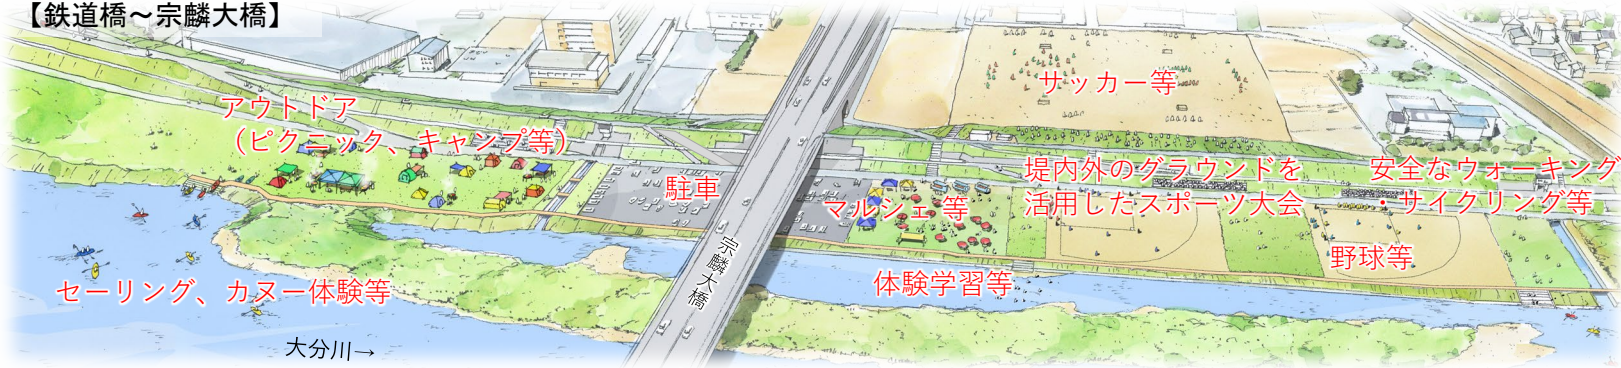 【鉄道橋～宗麟大橋】
アウトドア
（ピクニック、キャンプ等）
サッカー等
駐車
マルシェ 等
堤内外のグラウンドを
活用したスポーツ大会
安全なウォーキング
・サイクリング等
野球等
体験学習等
宗麟大橋
セーリング、カヌー体験等
大分川→